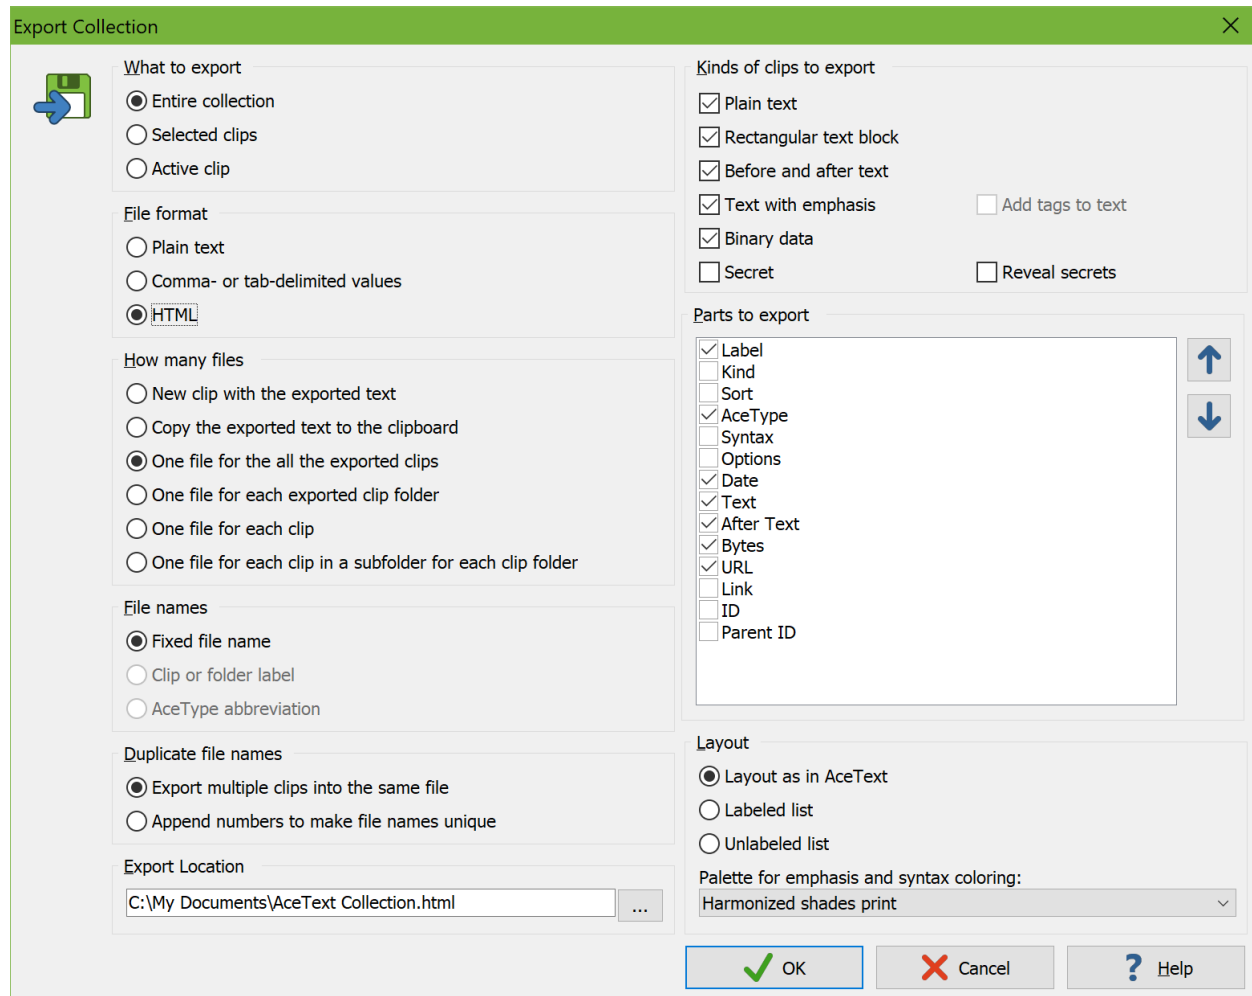 Export Collection
What to export
Entire collection
Selected clips
Active clip
File format
Plain text
Comma- or tab-delimited values
HTML
How many files
New clip with the exported text
Copy the exported text to the clipboard
One file for the all the exported clips
One file for each exported clip folder
One file for each clip
One file for each clip in a subfolder for each clip folder
File names
Fixed file name
Clip or folder label
AceType abbreviation
Duplicate file names
Export multiple clips into the same file
Append numbers to make file names unique
Export Location
C:\My Documents\AceText Collection.html
...
Kinds of clips to export
Plain text
Rectangular text block
Before and after text
Text with emphasis
Add tags to text
Binary data
Secret
Reveal secrets
Parts to export
Label
Kind
Sort
AceType
Syntax
Options
Date
Text
After Text
Bytes
URL
Link
ID
Parent ID
Layout
Layout as in AceText
Labeled list
Unlabeled list
Palette for emphasis and syntax coloring:
Harmonized shades print
OK
Cancel
Help